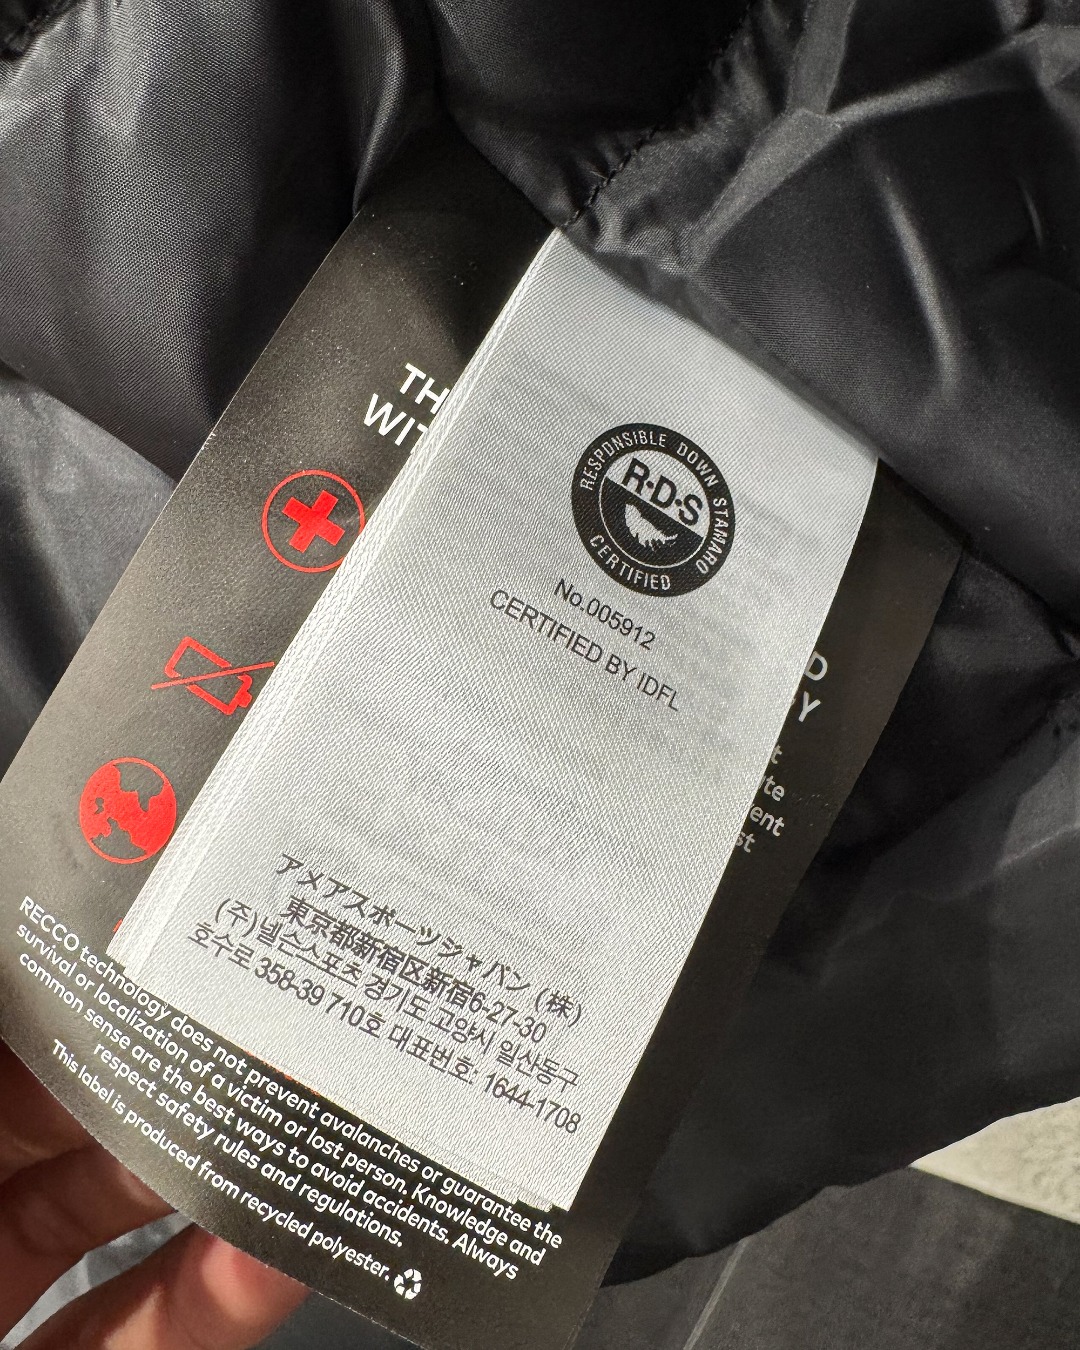 RESPONSIBLE DOWN STAMARO
R·D·S
CERTIFIED
No.005912
CERTIFIED BY IDFL
アメアスポーツジャパン (株)
東京都新宿区新宿6-27-30
(주)넬슨스포츠 경기도 고양시 일산동구
호수로 358-39 710호 대표번호: 1644-1708
RECCO technology does not prevent avalanches or guarantee the
survival or localization of a victim or lost person. Knowledge and
common sense are the best ways to avoid accidents. Always
respect safety rules and regulations.
This label is produced from recycled polyester.